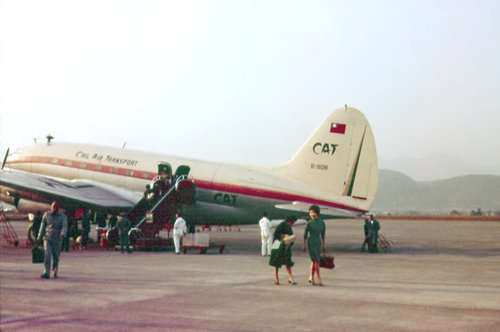 CIVIL AIR TRANSPORT
CAT
B-908
CAT